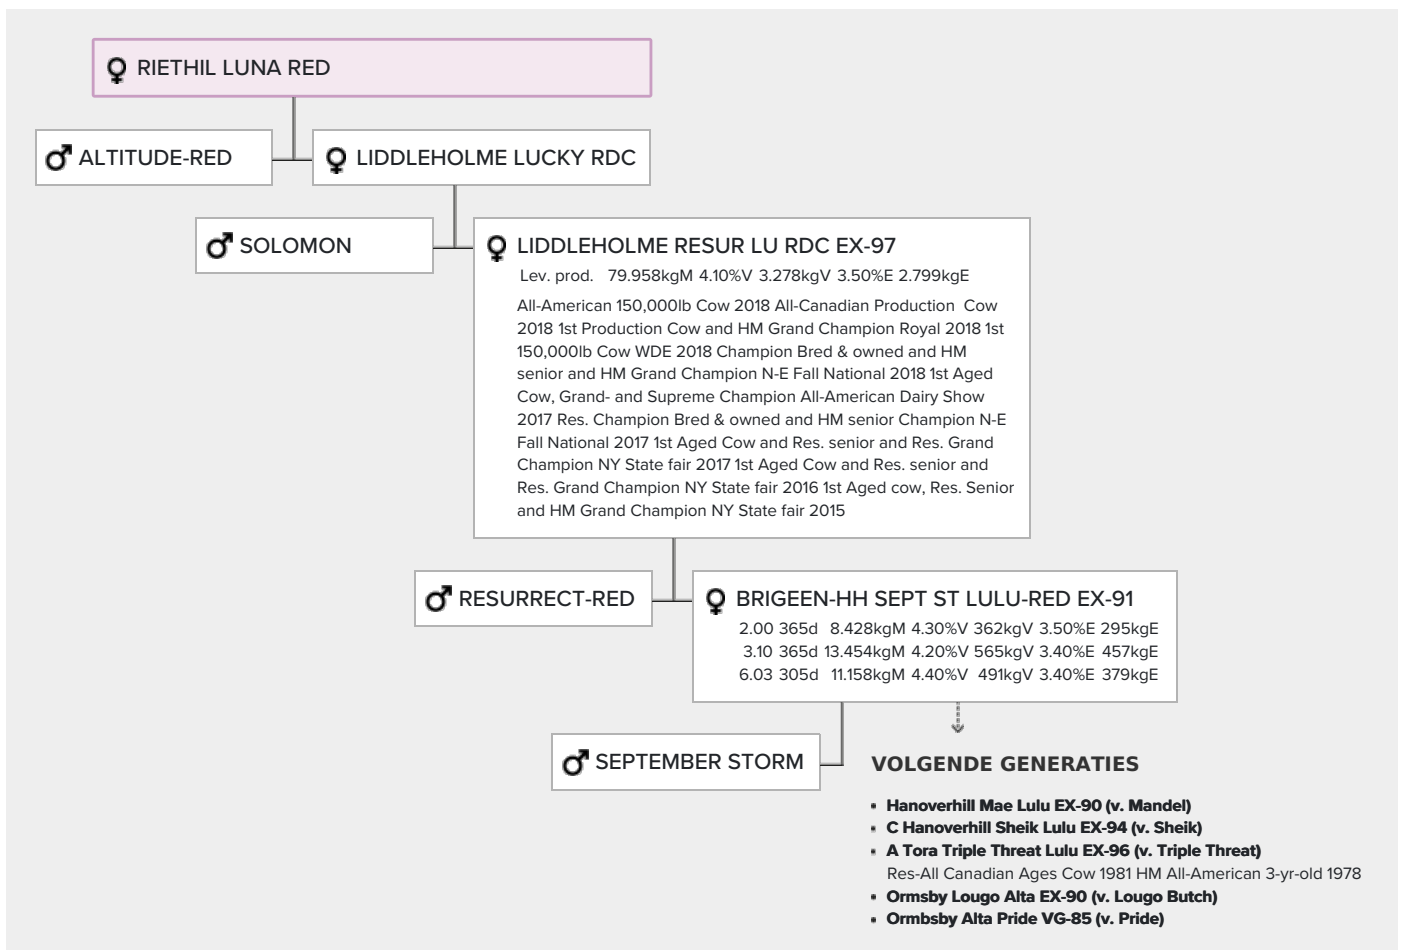 RIETHIL LUNA RED
ALTITUDE-RED
LIDDLEHOLME LUCKY RDC
SOLOMON
LIDDLEHOLME RESUR LU RDC EX-97
Lev. prod. 79.958kgM 4.10%V 3.278kgV 3.50%E 2.799kgE
All-American 150,000lb Cow 2018 All-Canadian Production Cow
2018 1st Production Cow and HM Grand Champion Royal 2018 1st
150,000lb Cow WDE 2018 Champion Bred & owned and HM
senior and HM Grand Champion N-E Fall National 2018 1st Aged
Cow, Grand- and Supreme Champion All-American Dairy Show
2017 Res. Champion Bred & owned and HM senior Champion N-E
Fall National 2017 1st Aged Cow and Res. senior and Res. Grand
Champion NY State fair 2017 1st Aged Cow and Res. senior and
Res. Grand Champion NY State fair 2016 1st Aged cow, Res. Senior
and HM Grand Champion NY State fair 2015
RESURRECT-RED
BRIGEEN-HH SEPT ST LULU-RED EX-91
2.00 365d 8.428kgM 4.30%V 362kgV 3.50%E 295kgE
3.10 365d 13.454kgM 4.20%V 565kgV 3.40%E 457kgE
6.03 305d 11.158kgM 4.40%V 491kgV 3.40%E 379kgE
SEPTEMBER STORM
VOLGENDE GENERATIES
• Hanoverhill Mae Lulu EX-90 (v. Mandel)
• C Hanoverhill Sheik Lulu EX-94 (v. Sheik)
• A Tora Triple Threat Lulu EX-96 (v. Triple Threat)
Res-All Canadian Ages Cow 1981 HM All-American 3-yr-old 1978
• Ormsby Lougo Alta EX-90 (v. Lougo Butch)
• Ormbsby Alta Pride VG-85 (v. Pride)